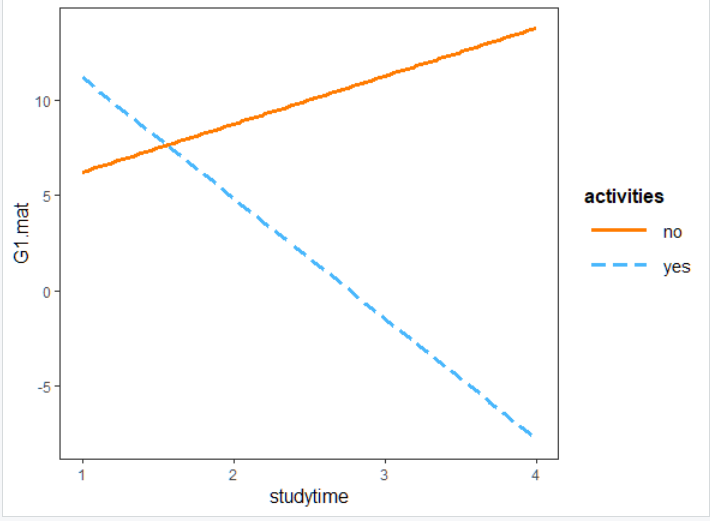 10
5
0
-5
G1.mat
1 2 3 4
studytime
activities
no
yes